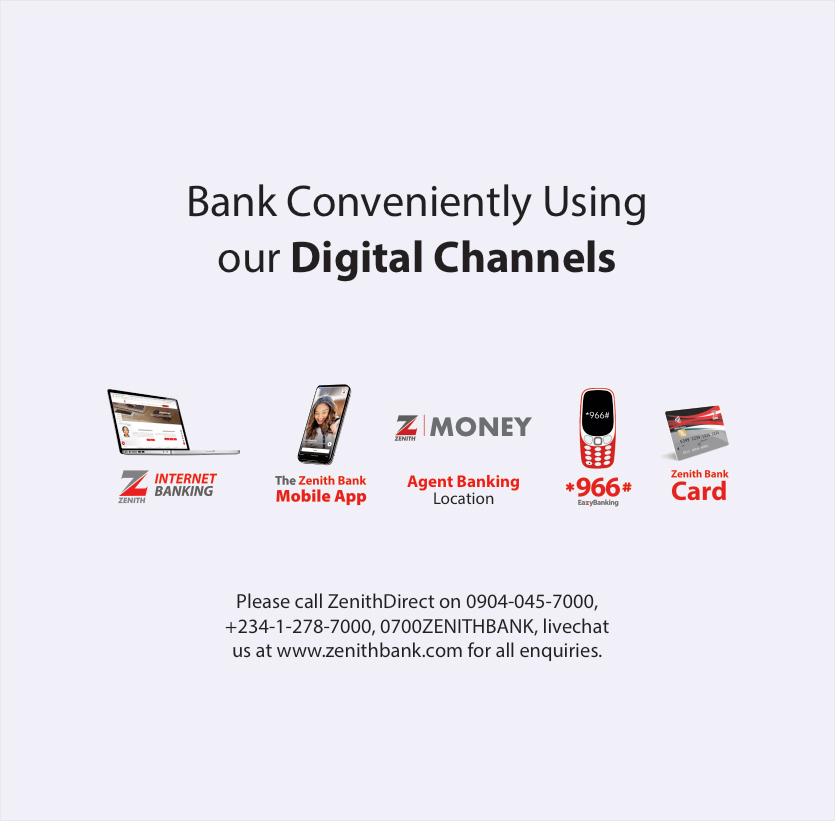 Bank Conveniently Using
our Digital Channels
*966#
ZENITH
MONEY
ZENITH
INTERNET
BANKING
The Zenith Bank
Mobile App
Agent Banking
Location
*966#
EazyBanking
Zenith Bank
Card
Please call ZenithDirect on 0904-045-7000,
+234-1-278-7000, 0700ZENITHBANK, livechat
us at www.zenithbank.com for all enquiries.